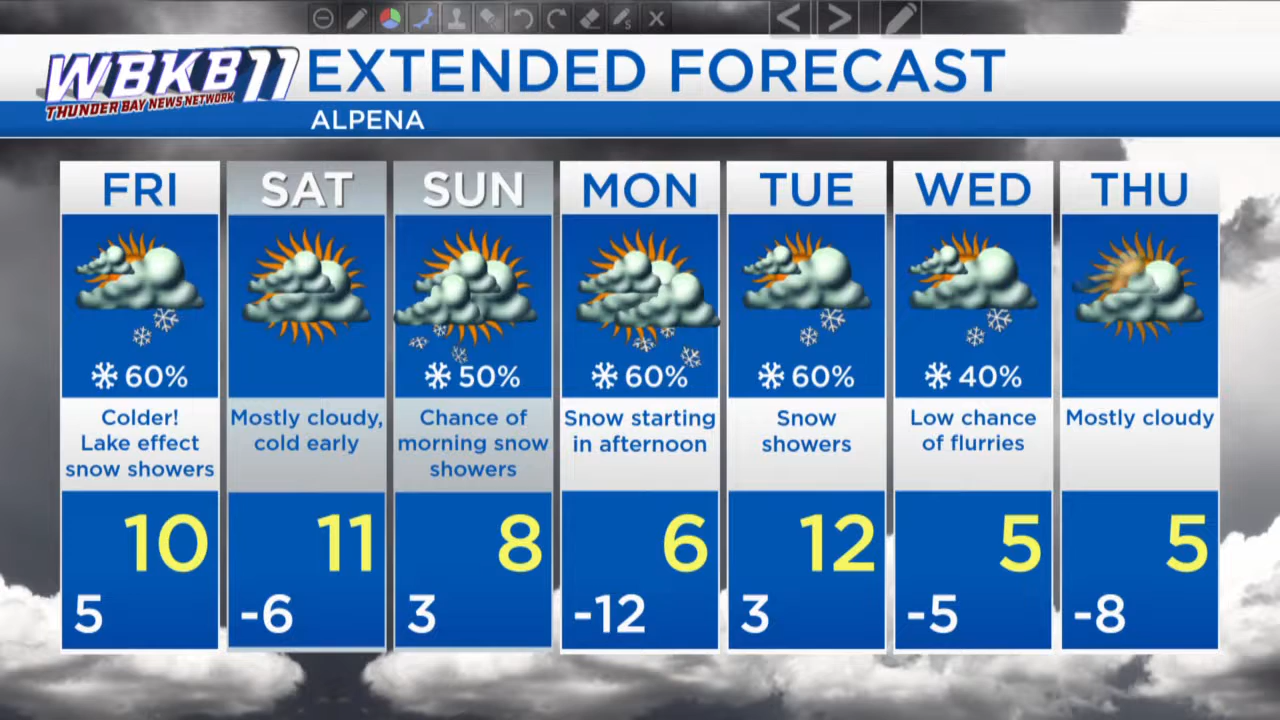 WBKB11
THUNDER BAY NEWS NETWORK
EXTENDED FORECAST
ALPENA
FRI
60%
Colder!
Lake effect
snow showers
10
5
SAT
Mostly cloudy,
cold early
11
-6
SUN
50%
Chance of
morning snow
showers
8
3
MON
60%
Snow starting
in afternoon
6
-12
TUE
60%
Snow
showers
12
3
WED
40%
Low chance
of flurries
5
-5
THU
Mostly cloudy
5
-8